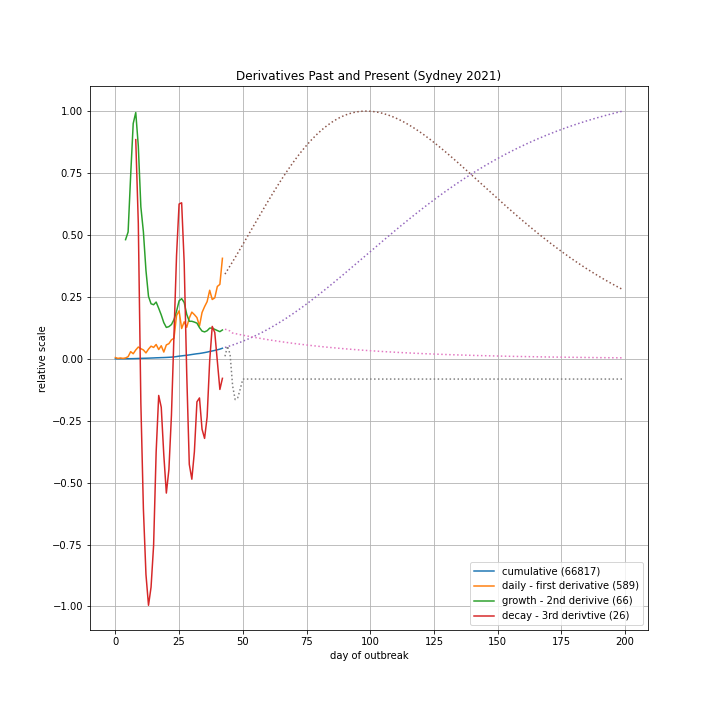 Derivatives Past and Present (Sydney 2021)
1.00
0.75
0.50
0.25
0.00
−0.25
−0.50
−0.75
−1.00
relative scale
0 25 50 75 100 125 150 175 200
day of outbreak
cumulative (66817)
daily - first derivative (589)
growth - 2nd derivive (66)
decay - 3rd derivtive (26)